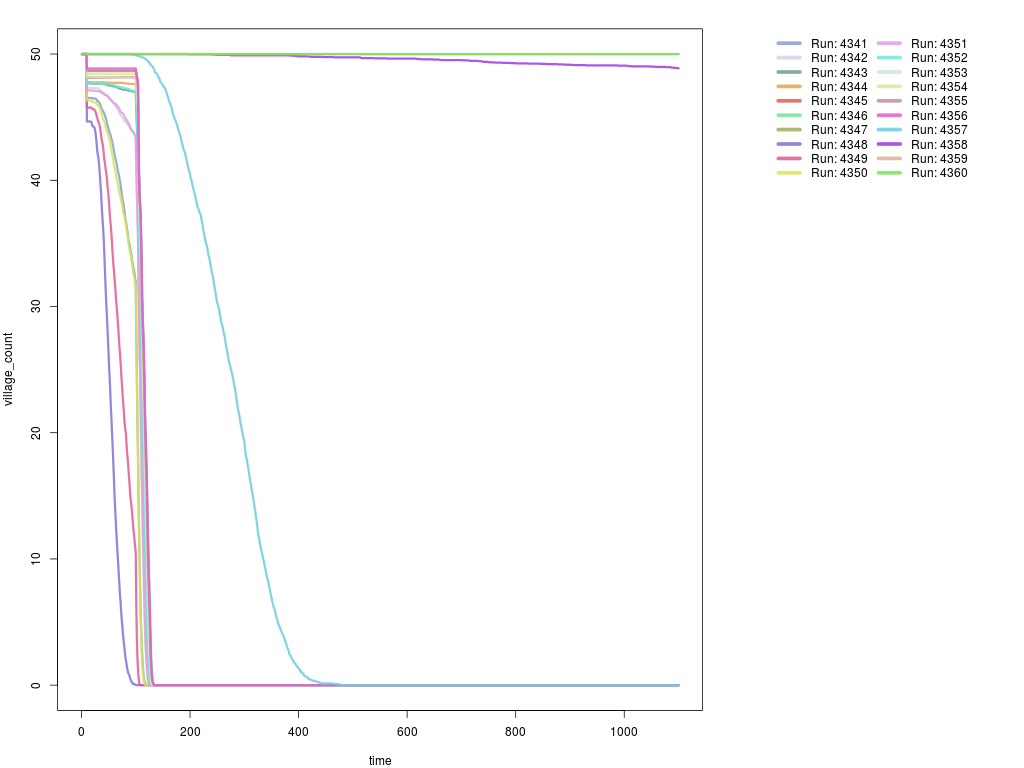 50
40
30
20
10
0
village_count
0 200 400 600 800 1000
time
Run: 4341 Run: 4351
Run: 4342 Run: 4352
Run: 4343 Run: 4353
Run: 4344 Run: 4354
Run: 4345 Run: 4355
Run: 4346 Run: 4356
Run: 4347 Run: 4357
Run: 4348 Run: 4358
Run: 4349 Run: 4359
Run: 4350 Run: 4360